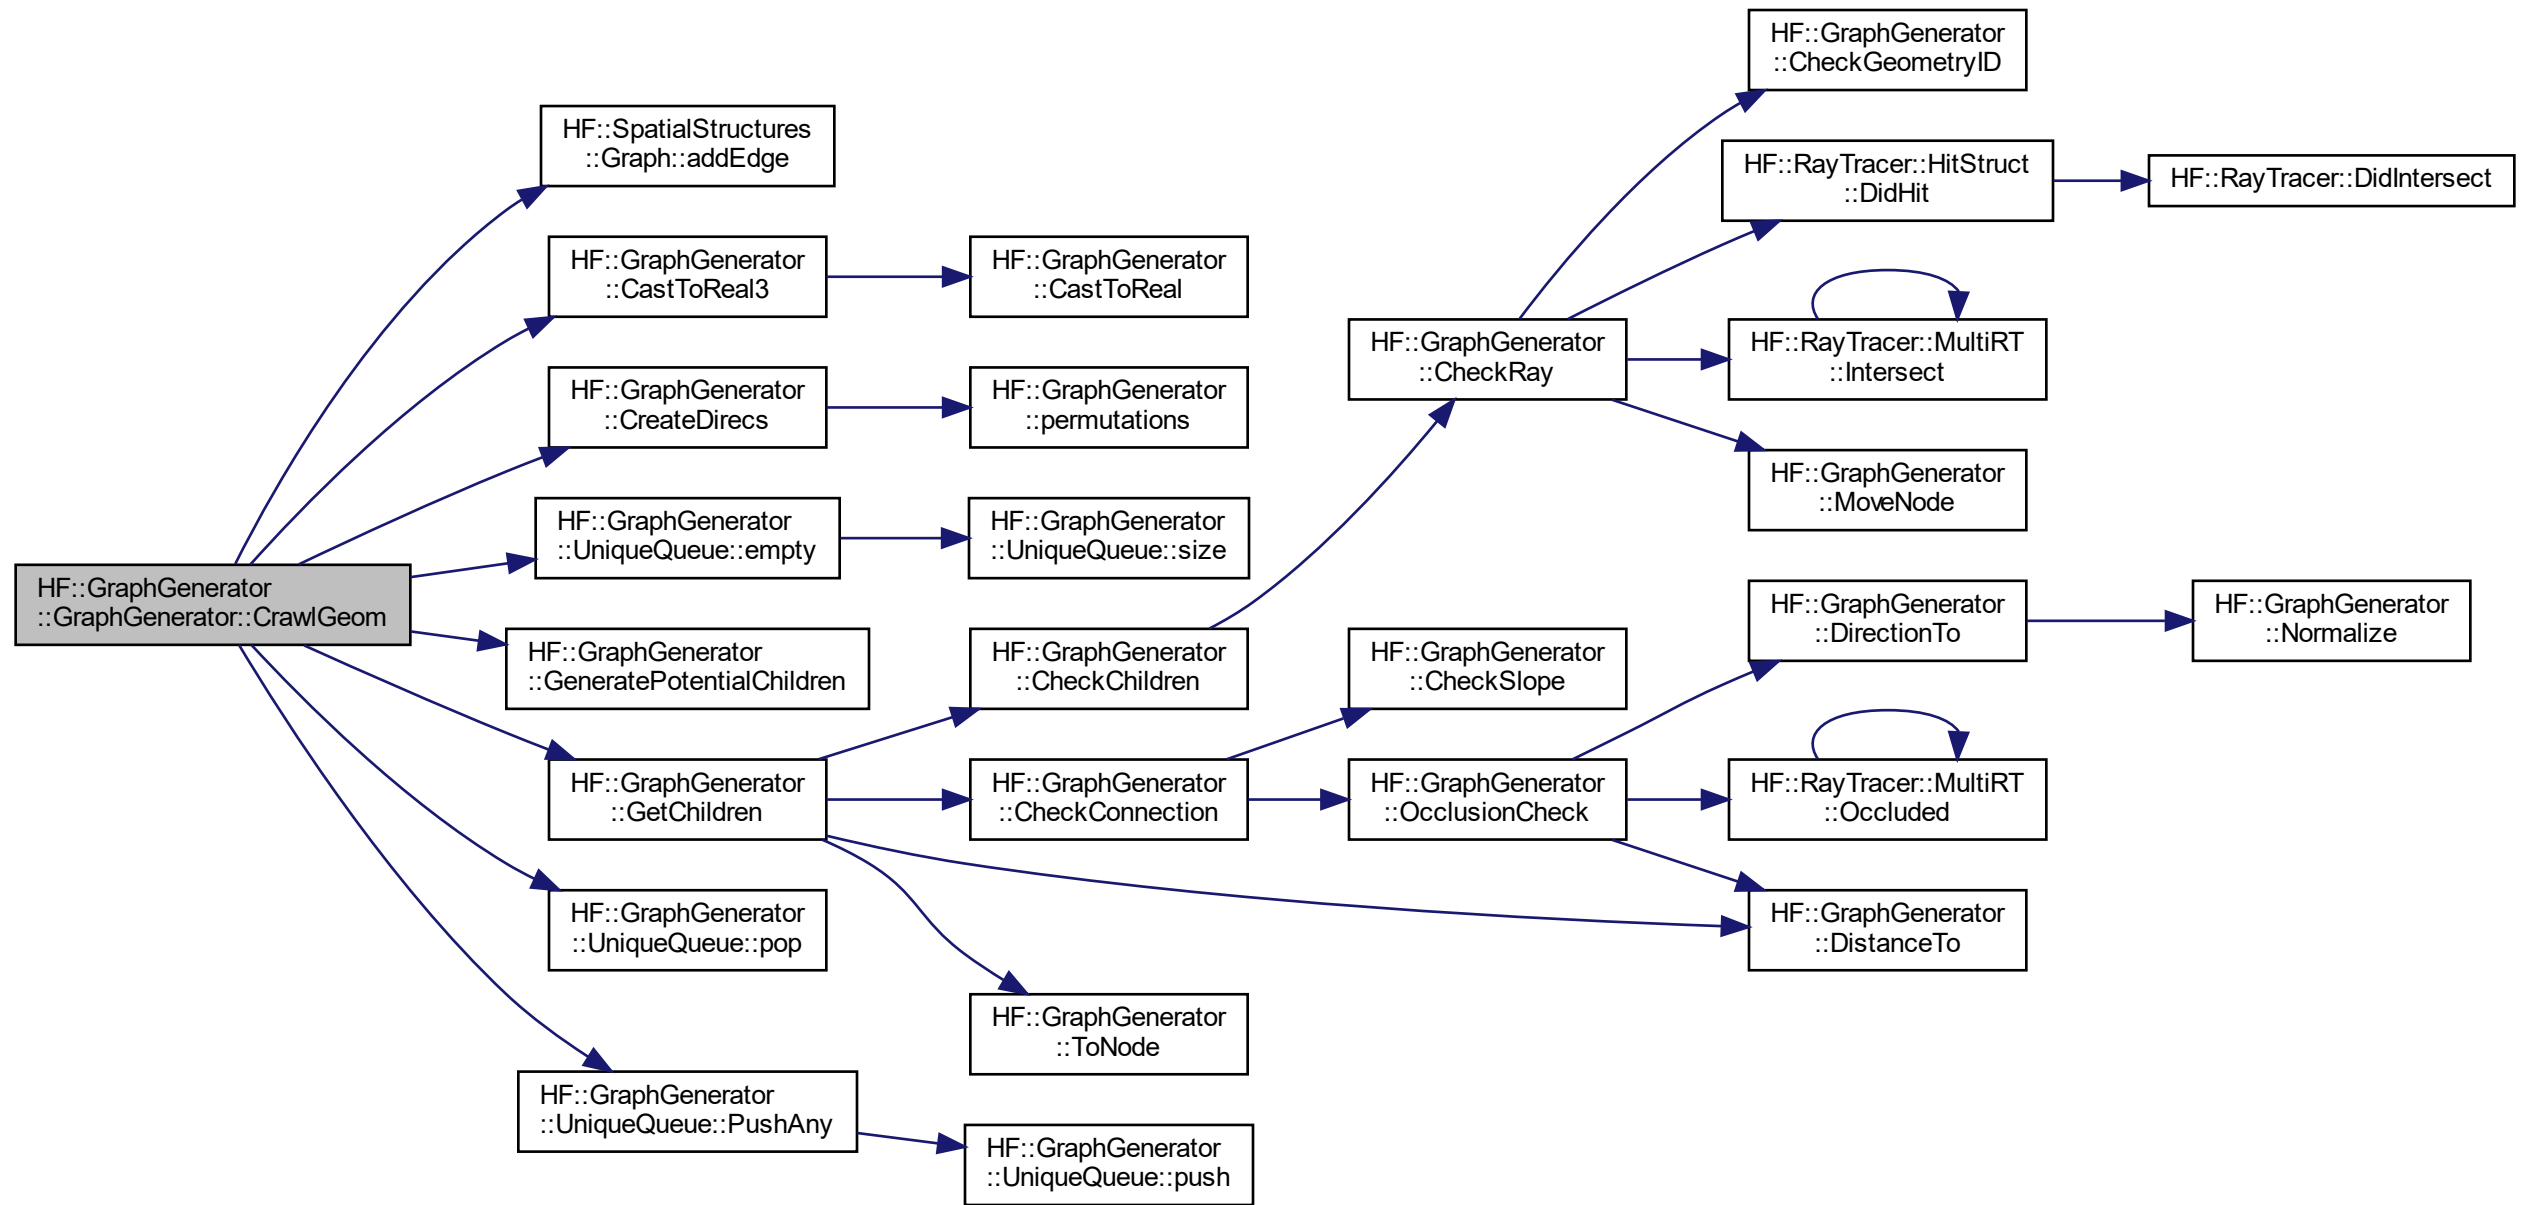 HF::GraphGenerator
::GraphGenerator::CrawlGeom
HF::SpatialStructures
::Graph::addEdge
HF::GraphGenerator
::CastToReal3
HF::GraphGenerator
::CastToReal
HF::GraphGenerator
::CreateDirecs
HF::GraphGenerator
::permutations
HF::GraphGenerator
::UniqueQueue::empty
HF::GraphGenerator
::UniqueQueue::size
HF::GraphGenerator
::GeneratePotentialChildren
HF::GraphGenerator
::GetChildren
HF::GraphGenerator
::CheckChildren
HF::GraphGenerator
::CheckRay
HF::GraphGenerator
::CheckGeometryID
HF::RayTracer::HitStruct
::DidHit
HF::RayTracer::DidIntersect
HF::RayTracer::MultiRT
::Intersect
HF::GraphGenerator
::MoveNode
HF::GraphGenerator
::CheckConnection
HF::GraphGenerator
::CheckSlope
HF::GraphGenerator
::OcclusionCheck
HF::GraphGenerator
::DirectionTo
HF::GraphGenerator
::Normalize
HF::RayTracer::MultiRT
::Occluded
HF::GraphGenerator
::DistanceTo
HF::GraphGenerator
::ToNode
HF::GraphGenerator
::UniqueQueue::pop
HF::GraphGenerator
::UniqueQueue::PushAny
HF::GraphGenerator
::UniqueQueue::push